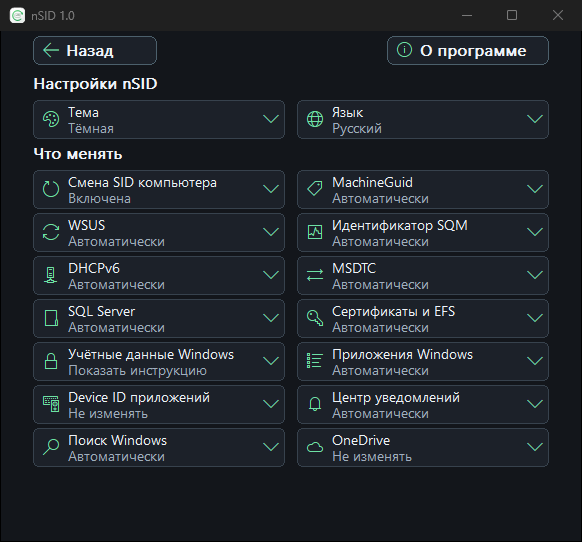 nSID 1.0
Назад
О программе
Настройки nSID
Тема
Тёмная
Язык
Русский
Что менять
Смена SID компьютера
Включена
MachineGuid
Автоматически
WSUS
Автоматически
Идентификатор SQM
Автоматически
DHCPv6
Автоматически
MSDTC
Автоматически
SQL Server
Автоматически
Сертификаты и EFS
Автоматически
Учётные данные Windows
Показать инструкцию
Приложения Windows
Автоматически
Device ID приложений
Не изменять
Центр уведомлений
Автоматически
Поиск Windows
Автоматически
OneDrive
Не изменять